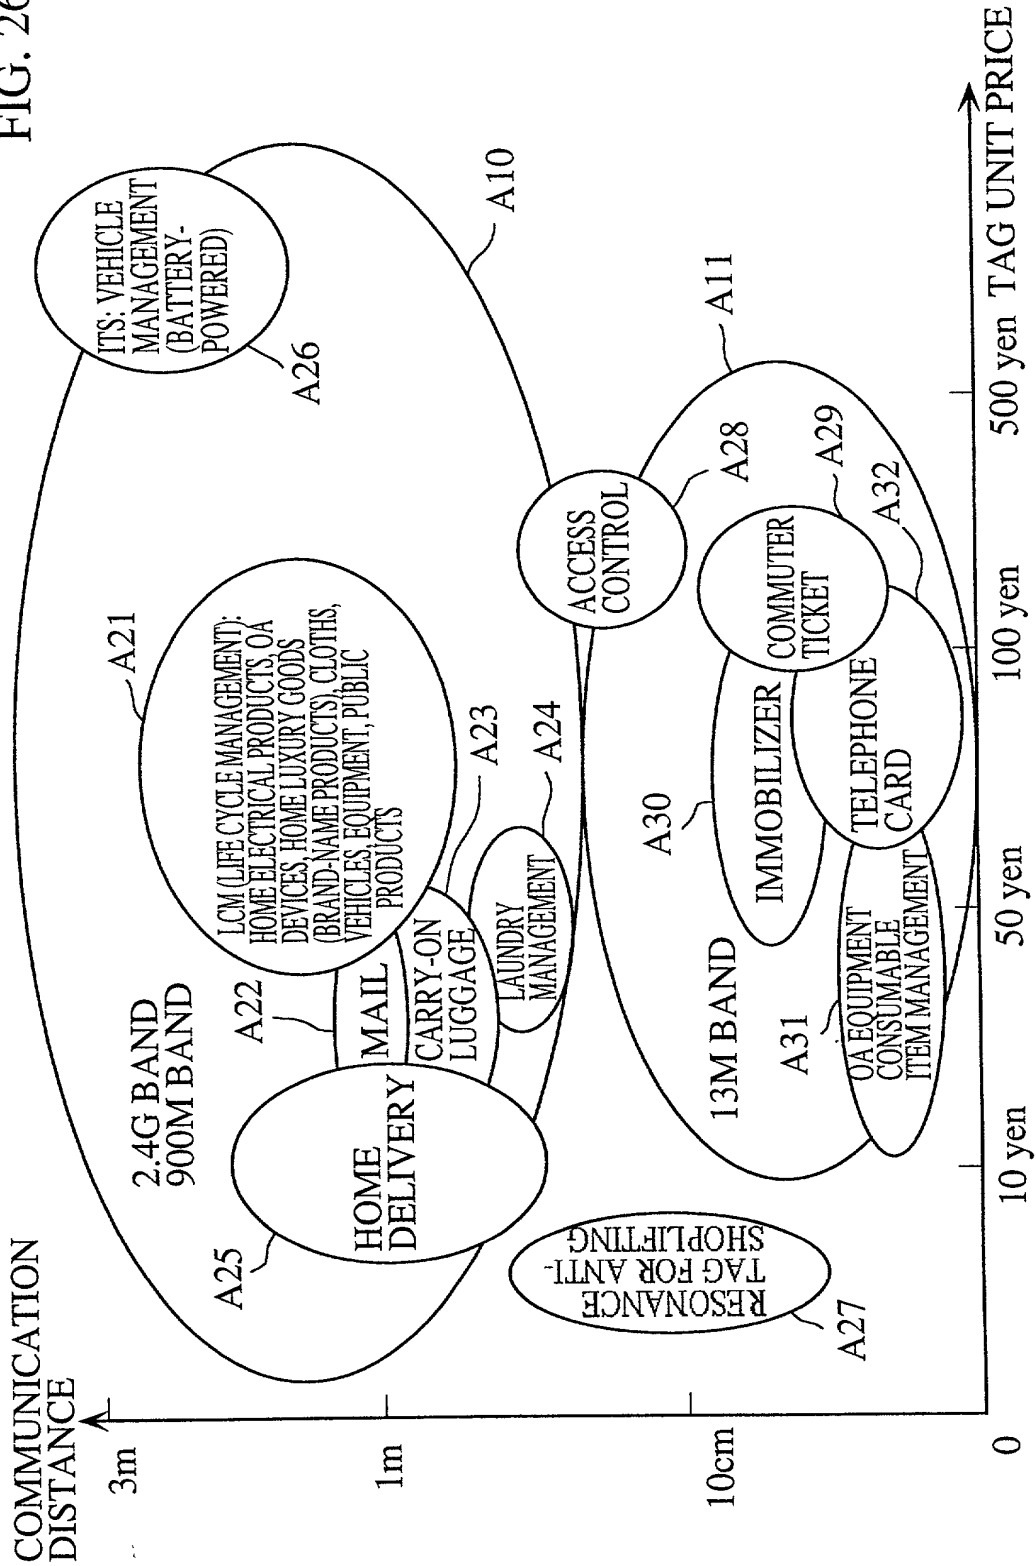 FIG. 26
COMMUNICATION
DISTANCE
3m
1m
10cm
0
10 yen
50 yen
100 yen
500 yen
TAG UNIT PRICE
2.4G BAND
900M BAND
A10
ITS: VEHICLE
MANAGEMENT
(BATTERY-
POWERED)
A26
A21
LCM (LIFE CYCLE MANAGEMENT):
HOME ELECTRICAL PRODUCTS, OA
DEVICES, HOME LUXURY GOODS
(BRAND-NAME PRODUCTS), CLOTHS,
VEHICLES, EQUIPMENT, PUBLIC
PRODUCTS
A22
MAIL
A23
CARRY-ON
LUGGAGE
A24
LAUNDRY
MANAGEMENT
A25
HOME
DELIVERY
A27
RESONANCE
TAG FOR ANTI-
SHOPLIFTING
A28
ACCESS
CONTROL
A11
13M BAND
A29
COMMUTER
TICKET
A30
IMMOBILIZER
A32
TELEPHONE
CARD
A31
OA EQUIPMENT
CONSUMABLE
ITEM MANAGEMENT